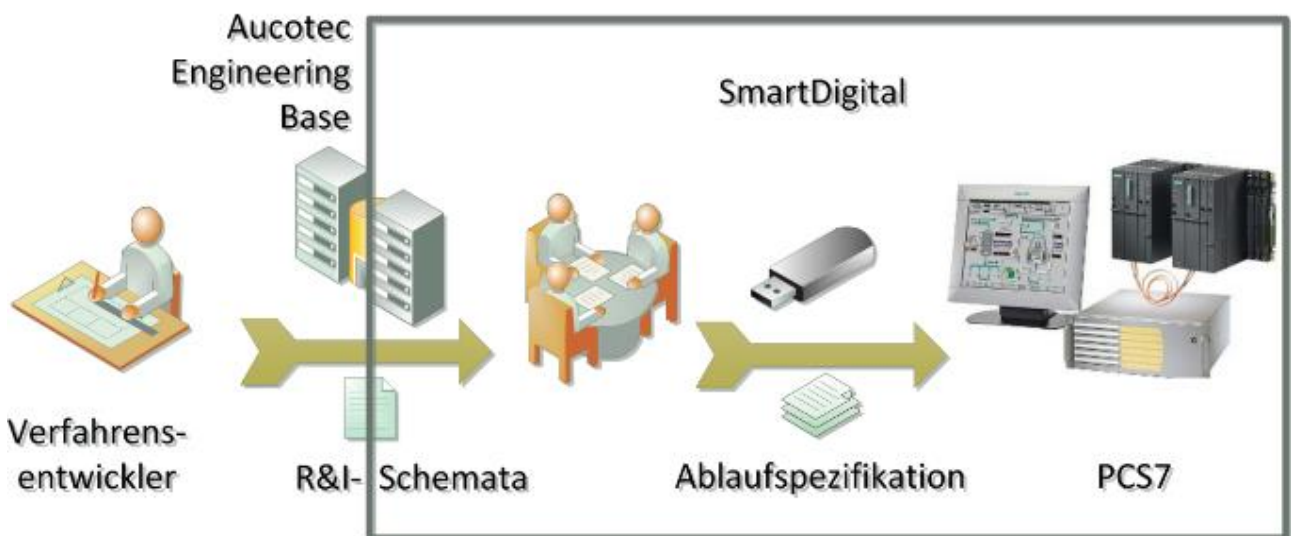 Aucotec
Engineering
Base
SmartDigital
Verfahrens-
entwickler
R&I- Schemata
Ablaufspezifikation
PCS7